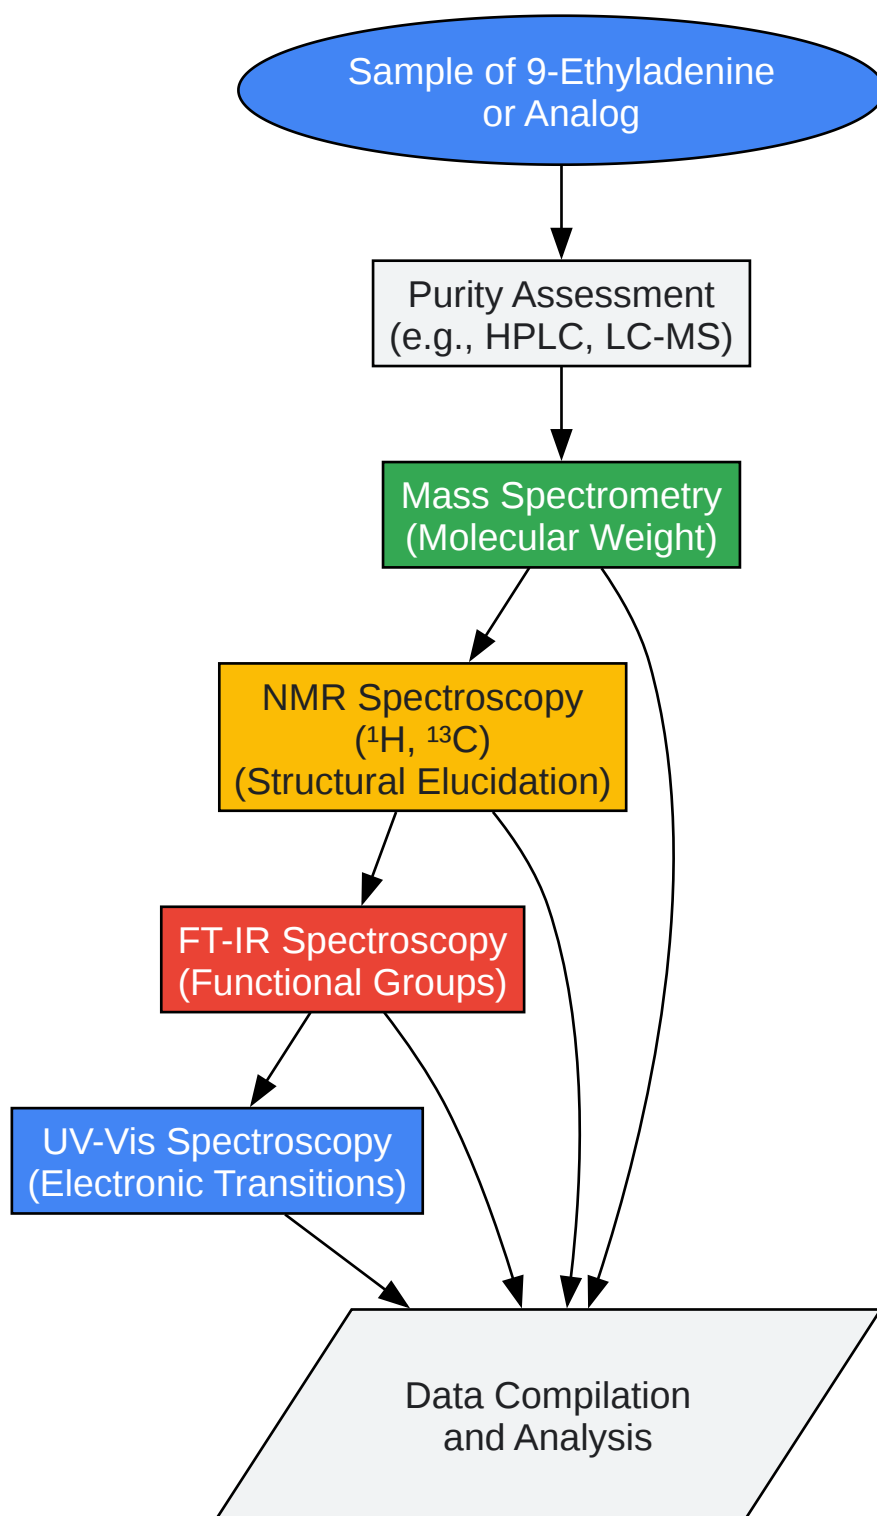 Sample of 9-Ethyladenine
or Analog
Purity Assessment
(e.g., HPLC, LC-MS)
Mass Spectrometry
(Molecular Weight)
NMR Spectroscopy
(¹H, ¹³C)
(Structural Elucidation)
FT-IR Spectroscopy
(Functional Groups)
UV-Vis Spectroscopy
(Electronic Transitions)
Data Compilation
and Analysis